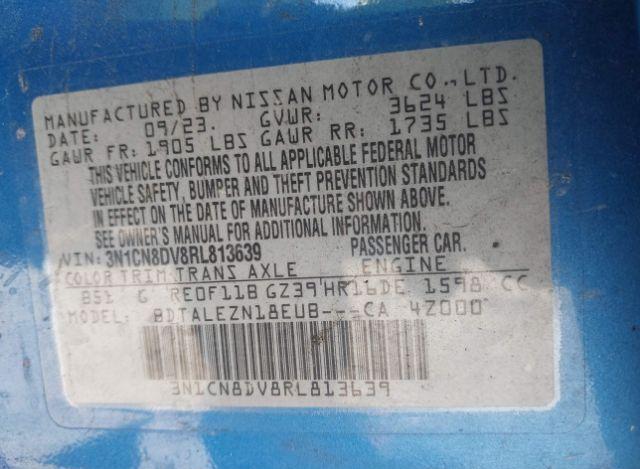 MANUFACTURED BY NISSAN MOTOR CO., LTD.
DATE: 09/23. GVWR: 3624 LBS
GAWR FR: 1905 LBS GAWR RR: 1735 LBS
THIS VEHICLE CONFORMS TO ALL APPLICABLE FEDERAL MOTOR
VEHICLE SAFETY, BUMPER AND THEFT PREVENTION STANDARDS
IN EFFECT ON THE DATE OF MANUFACTURE SHOWN ABOVE.
SEE OWNER'S MANUAL FOR ADDITIONAL INFORMATION.
VIN: 3N1CN8DV8RL813639 PASSENGER CAR.
COLOR TRIM TRANS AXLE ENGINE
B51 G RE0F11B GZ39 HR16DE 1598 CC
MODEL: BDTALEZN18EUB---CA 4Z000
3N1CN8DV8RL813639